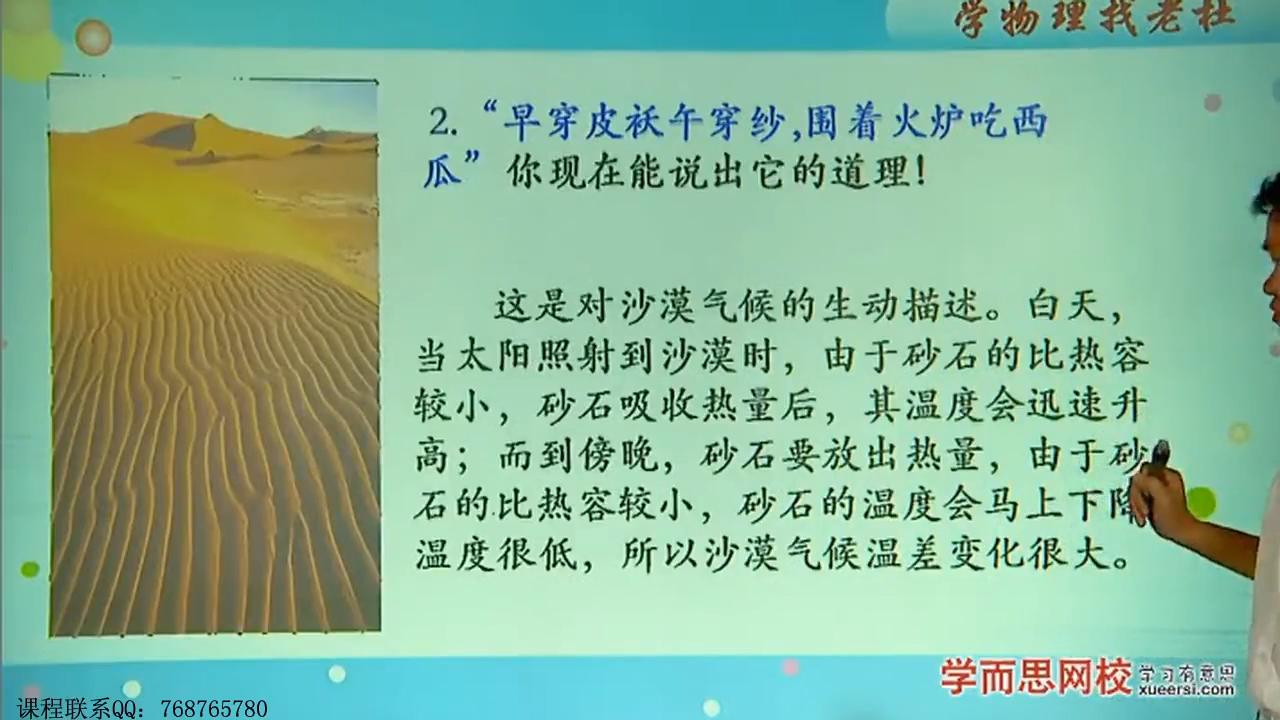 学物理找老杜
2. “早穿皮袄午穿纱,围着火炉吃西
瓜” 你现在能说出它的道理!
这是对沙漠气候的生动描述。白天，
当太阳照射到沙漠时，由于砂石的比热容
较小，砂石吸收热量后，其温度会迅速升
高；而到傍晚，砂石要放出热量，由于砂
石的比热容较小，砂石的温度会马上下降
温度很低，所以沙漠气候温差变化很大。
学而思网校 学习有意思
xueersi.com
课程联系QQ：768765780